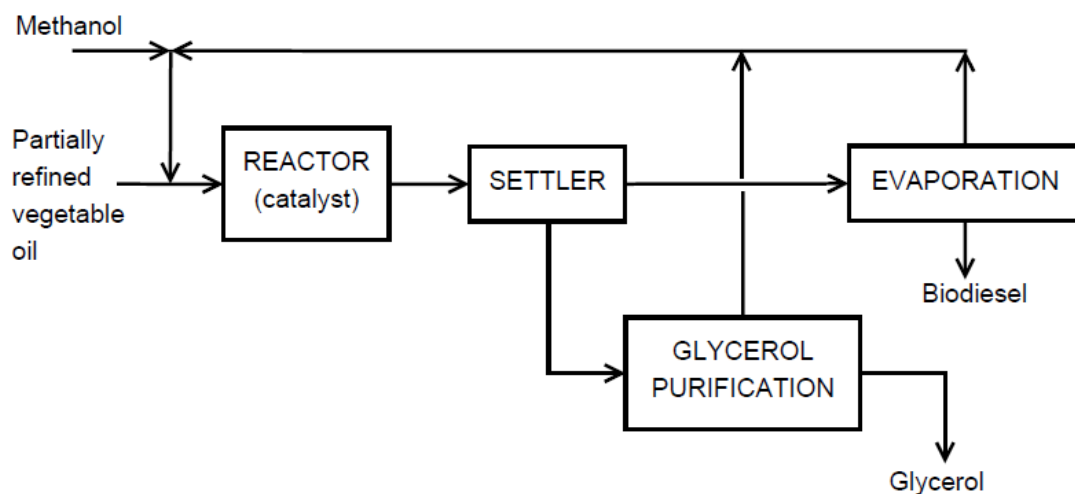 Methanol
Partially
refined
vegetable
oil
REACTOR
(catalyst)
SETTLER
EVAPORATION
Biodiesel
GLYCEROL
PURIFICATION
Glycerol